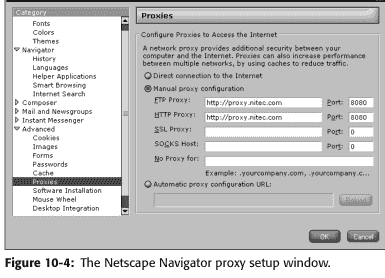 Category
Fonts
Colors
Themes
Navigator
History
Languages
Helper Applications
Smart Browsing
Internet Search
Composer
Mail and Newsgroups
Instant Messenger
Advanced
Cookies
Images
Forms
Passwords
Cache
Proxies
Software Installation
Mouse Wheel
Desktop Integration
Proxies
Configure Proxies to Access the Internet
A network proxy provides additional security between your
computer and the Internet. Proxies can also increase performance
between multiple networks, by using caches to reduce traffic.
Direct connection to the Internet
Manual proxy configuration
FTP Proxy: http://proxy.nitec.com Port: 8080
HTTP Proxy: http://proxy.nitec.com Port: 8080
SSL Proxy: Port: 0
SOCKS Host: Port: 0
No Proxy for:
Example: .yourcompany.com, .yourcompany.c...
Automatic proxy configuration URL:
Reload
OK Cancel
Figure 10-4: The Netscape Navigator proxy setup window.